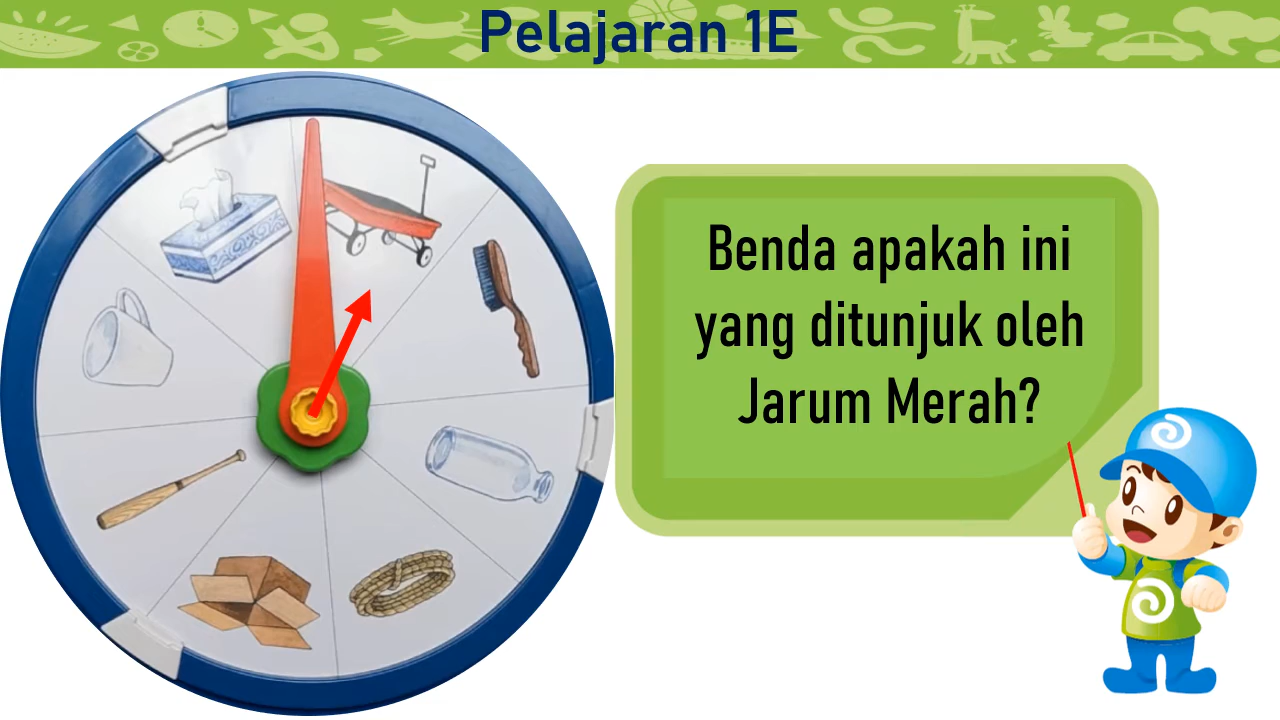 Pelajaran 1E
Benda apakah ini
yang ditunjuk oleh
Jarum Merah?